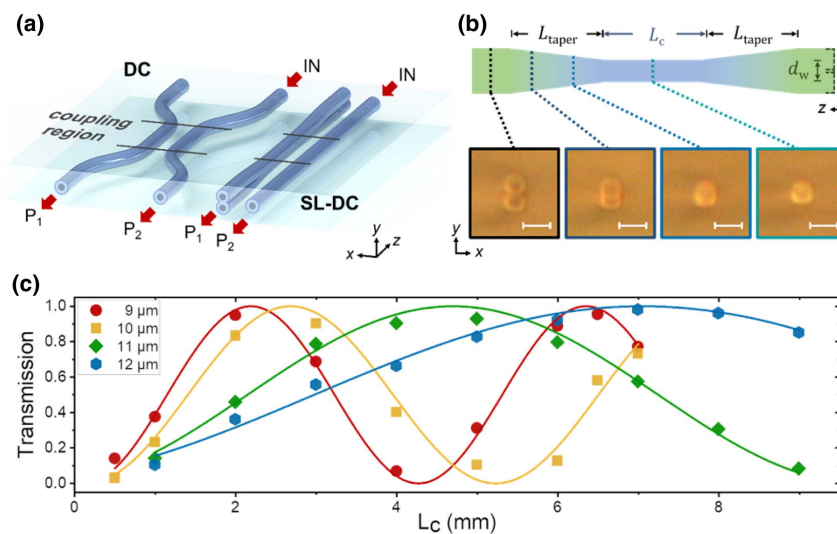 (a)
DC
IN
IN
coupling
region
SL-DC
P1
P2
P1
P2
y
x
z
(b)
Ltaper
Lc
Ltaper
dw
z
y
x
(c)
Transmission
1.0
0.8
0.6
0.4
0.2
0.0
9 µm
10 µm
11 µm
12 µm
0
2
4
6
8
LC (mm)